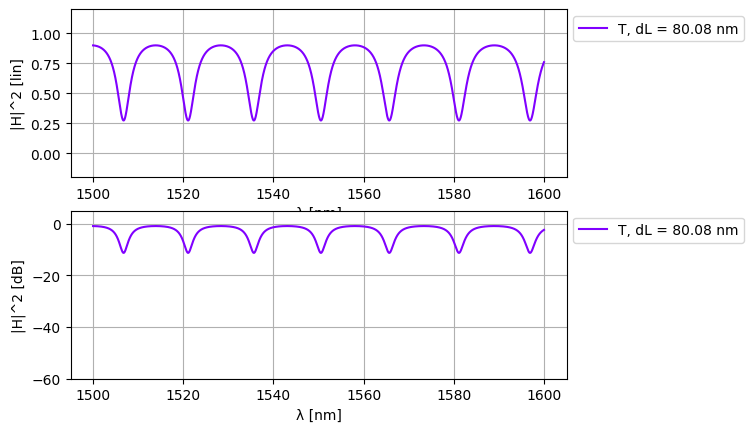 1.00
0.75
0.50
0.25
0.00
|H|^2 [lin]
T, dL = 80.08 nm
1500 1520 1540 1560 1580 1600
λ [nm]
0
−20
−40
−60
|H|^2 [dB]
T, dL = 80.08 nm
1500 1520 1540 1560 1580 1600
λ [nm]